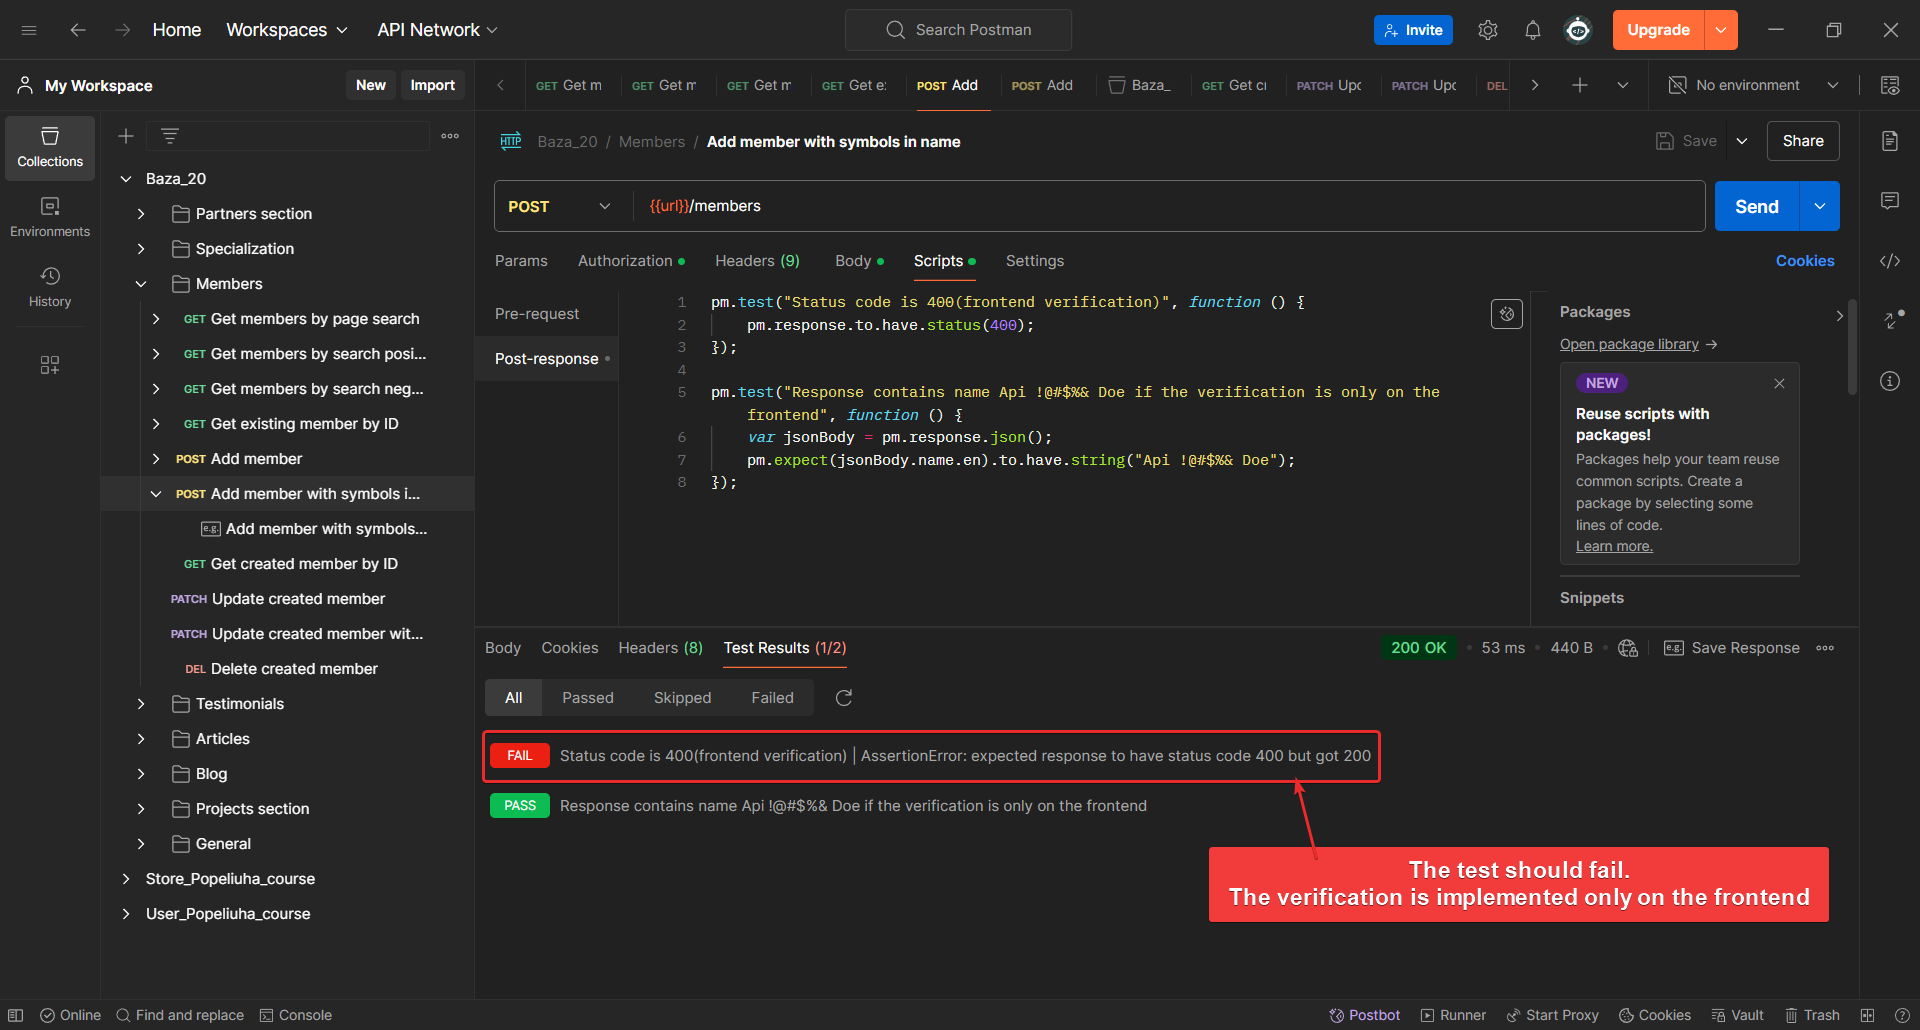 Home Workspaces API Network Search Postman Invite Upgrade
My Workspace New Import
GET Get m GET Get m GET Get m GET Get e: POST Add POST Add Baza_ GET Get cr PATCH Upd PATCH Upd DEL No environment
Collections
Environments
History
Baza_20
Partners section
Specialization
Members
GET Get members by page search
GET Get members by search posi...
GET Get members by search neg...
GET Get existing member by ID
POST Add member
POST Add member with symbols i...
e.g. Add member with symbols...
GET Get created member by ID
PATCH Update created member
PATCH Update created member wit...
DEL Delete created member
Testimonials
Articles
Blog
Projects section
General
Store_Popeliuha_course
User_Popeliuha_course
HTTP Baza_20 / Members / Add member with symbols in name Save Share
POST {{url}}/members Send
Params Authorization Headers (9) Body Scripts Settings Cookies
Pre-request
Post-response
1 pm.test("Status code is 400(frontend verification)", function () {
2 pm.response.to.have.status(400);
3 });
4
5 pm.test("Response contains name Api !@#$%& Doe if the verification is only on the
frontend", function () {
6 var jsonBody = pm.response.json();
7 pm.expect(jsonBody.name.en).to.have.string("Api !@#$%& Doe");
8 });
Packages
Open package library →
NEW
Reuse scripts with
packages!
Packages help your team reuse
common scripts. Create a
package by selecting some
lines of code.
Learn more.
Snippets
Body Cookies Headers (8) Test Results (1/2) 200 OK 53 ms 440 B e.g. Save Response
All Passed Skipped Failed
FAIL Status code is 400(frontend verification) | AssertionError: expected response to have status code 400 but got 200
PASS Response contains name Api !@#$%& Doe if the verification is only on the frontend
The test should fail.
The verification is implemented only on the frontend
Online Find and replace Console Postbot Runner Start Proxy Cookies Vault Trash